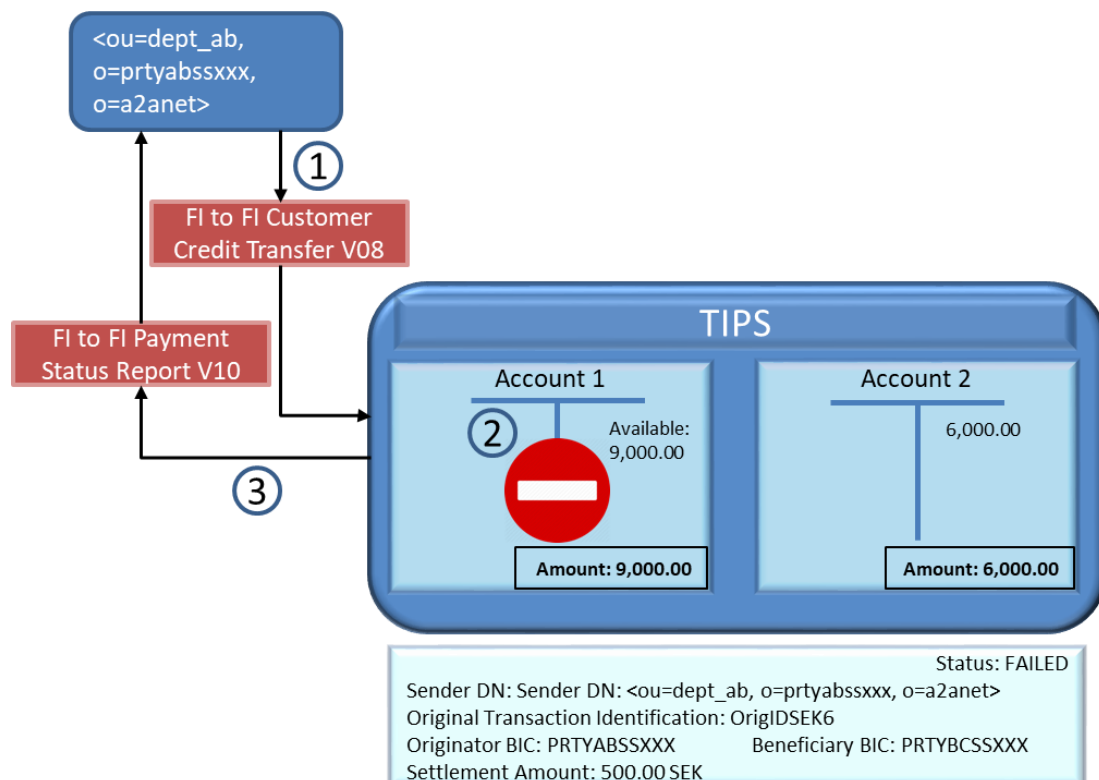 <ou=dept_ab,
o=prtyabssxxx,
o=a2anet>
1
FI to FI Customer
Credit Transfer V08
FI to FI Payment
Status Report V10
3
TIPS
Account 1
2
Available:
9,000.00
Amount: 9,000.00
Account 2
6,000.00
Amount: 6,000.00
Status: FAILED
Sender DN: Sender DN: <ou=dept_ab, o=prtyabssxxx, o=a2anet>
Original Transaction Identification: OrigIDSEK6
Originator BIC: PRTYABSSXXX Beneficiary BIC: PRTYBCSSXXX
Settlement Amount: 500.00 SEK